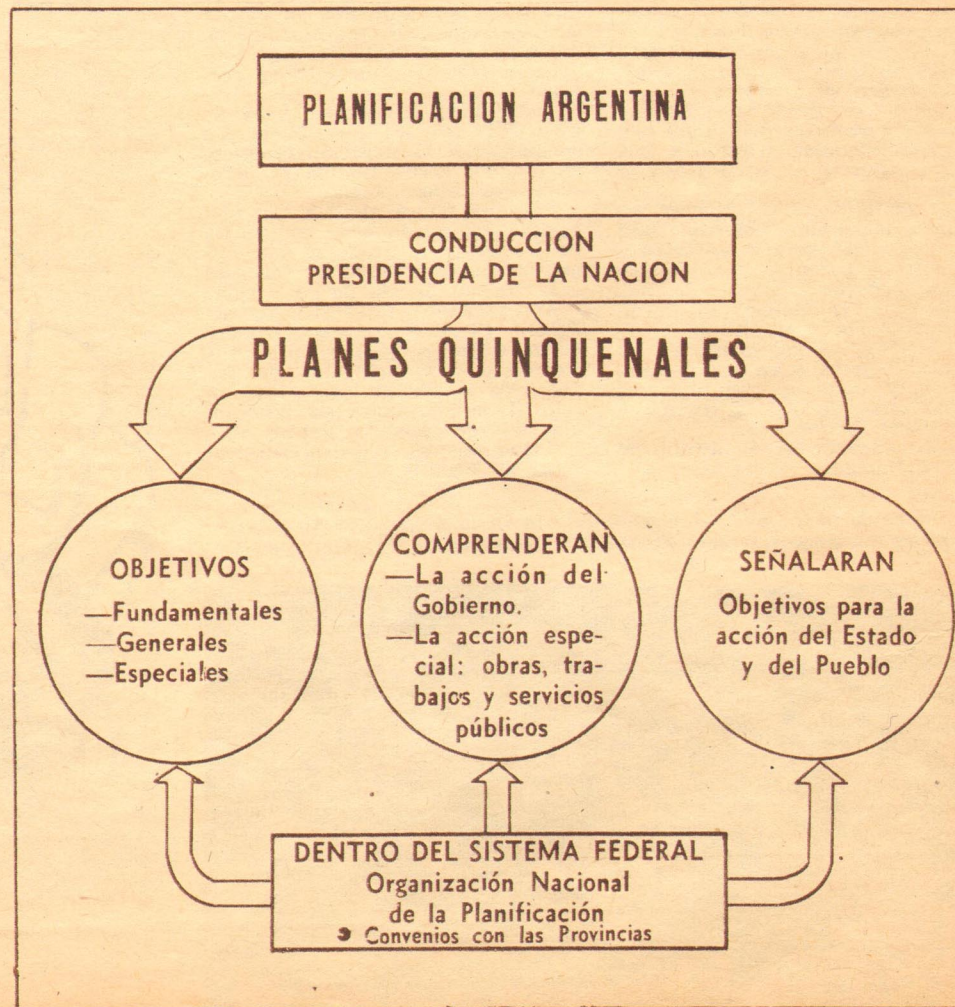 PLANIFICACION ARGENTINA
CONDUCCION
PRESIDENCIA DE LA NACION
PLANES QUINQUENALES
OBJETIVOS
—Fundamentales
—Generales
—Especiales
COMPRENDERAN
—La acción del
Gobierno.
—La acción espe-
cial: obras, tra-
bajos y servicios
públicos
SEÑALARAN
Objetivos para la
acción del Estado
y del Pueblo
DENTRO DEL SISTEMA FEDERAL
Organización Nacional
de la Planificación
Convenios con las Provincias